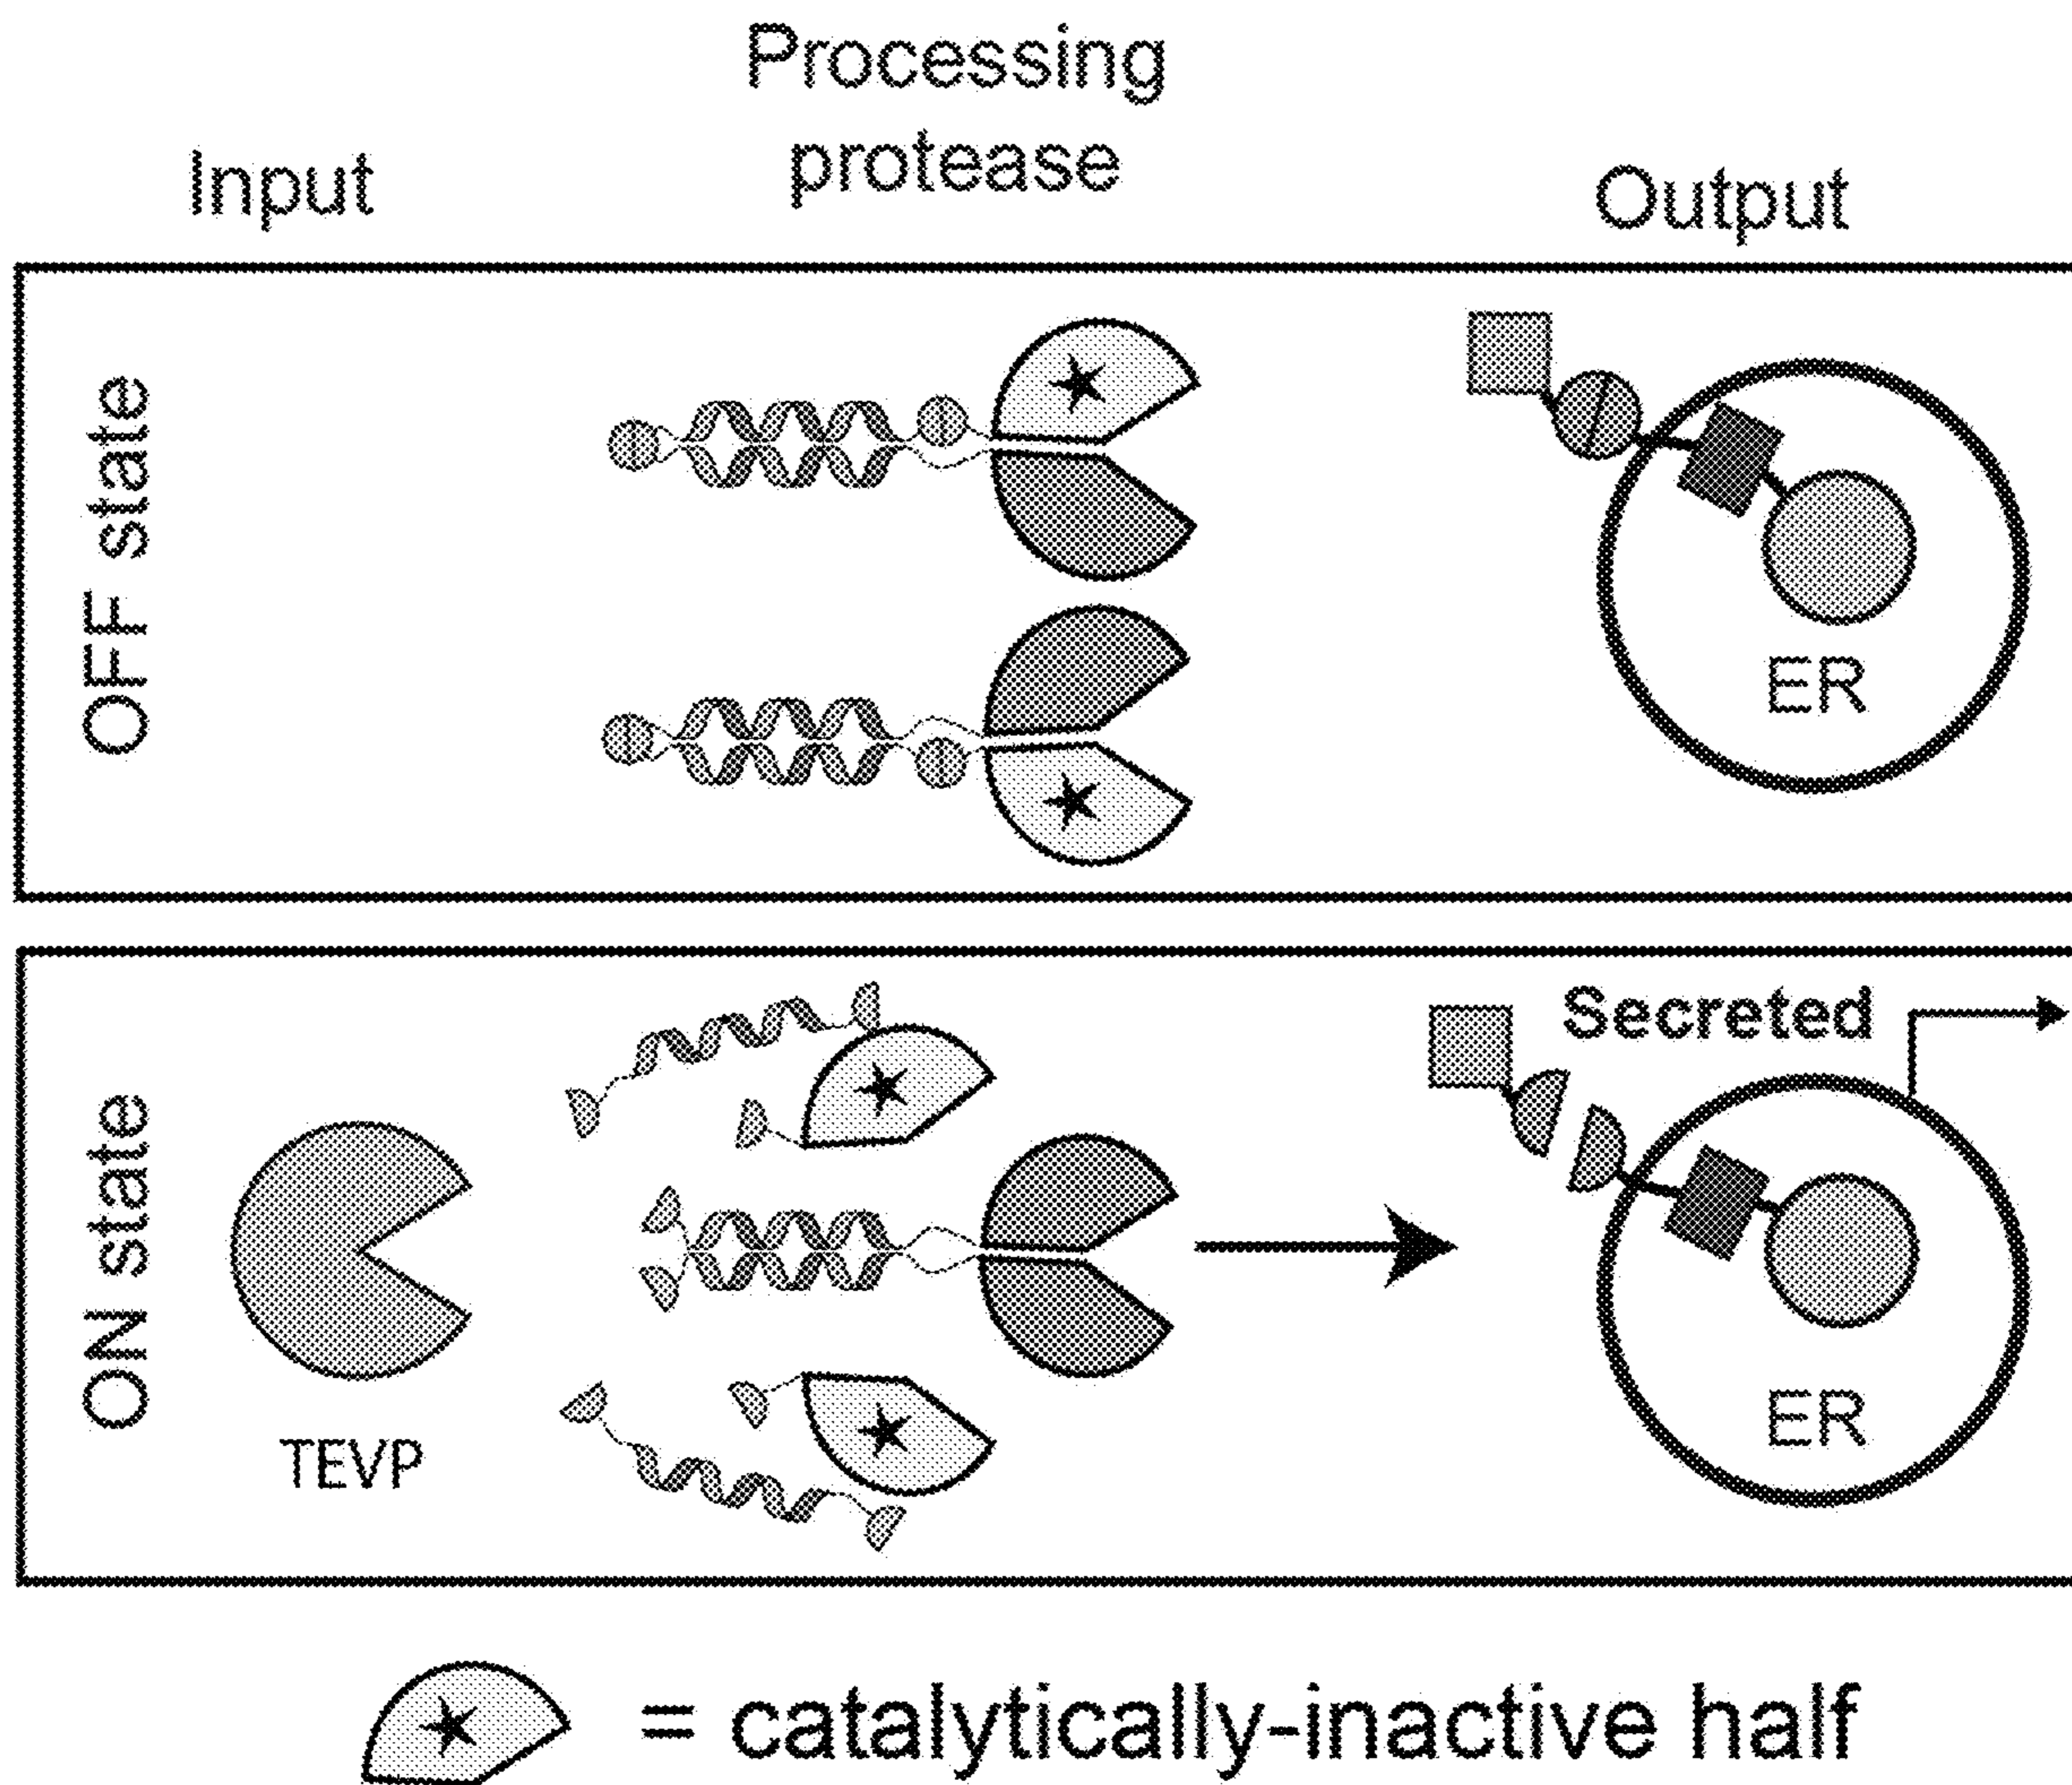 Processing
protease
Input
Output
OFF state
ER
ON state
Secreted
TEVP
ER
= catalytically-inactive half